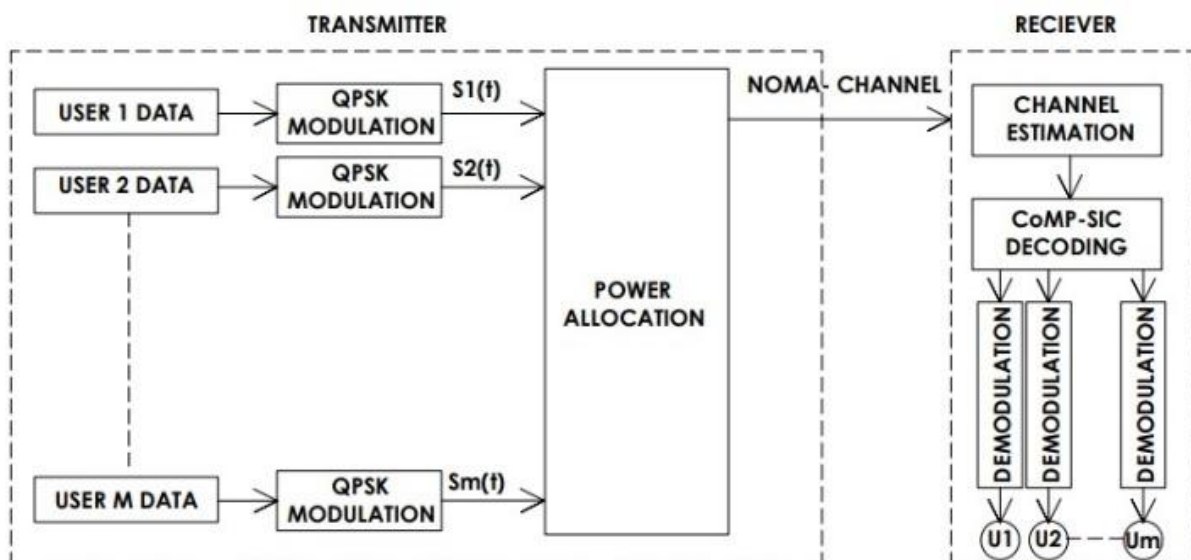 TRANSMITTER
RECIEVER
USER 1 DATA
QPSK
MODULATION
S1(t)
USER 2 DATA
QPSK
MODULATION
S2(t)
USER M DATA
QPSK
MODULATION
Sm(t)
POWER
ALLOCATION
NOMA- CHANNEL
CHANNEL
ESTIMATION
CoMP-SIC
DECODING
DEMODULATION
DEMODULATION
DEMODULATION
U1
U2
Um